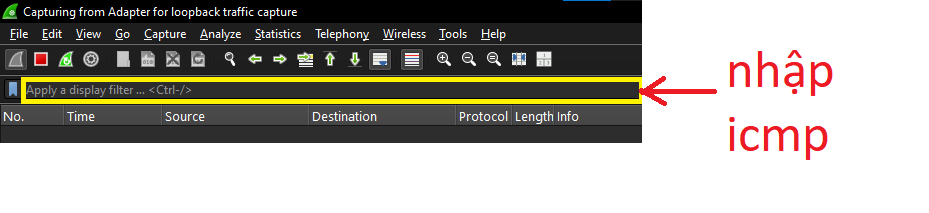 Capturing from Adapter for loopback traffic capture
File Edit View Go Capture Analyze Statistics Telephony Wireless Tools Help
Apply a display filter ... <Ctrl-/>
nhập
icmp
No. Time Source Destination Protocol Length Info